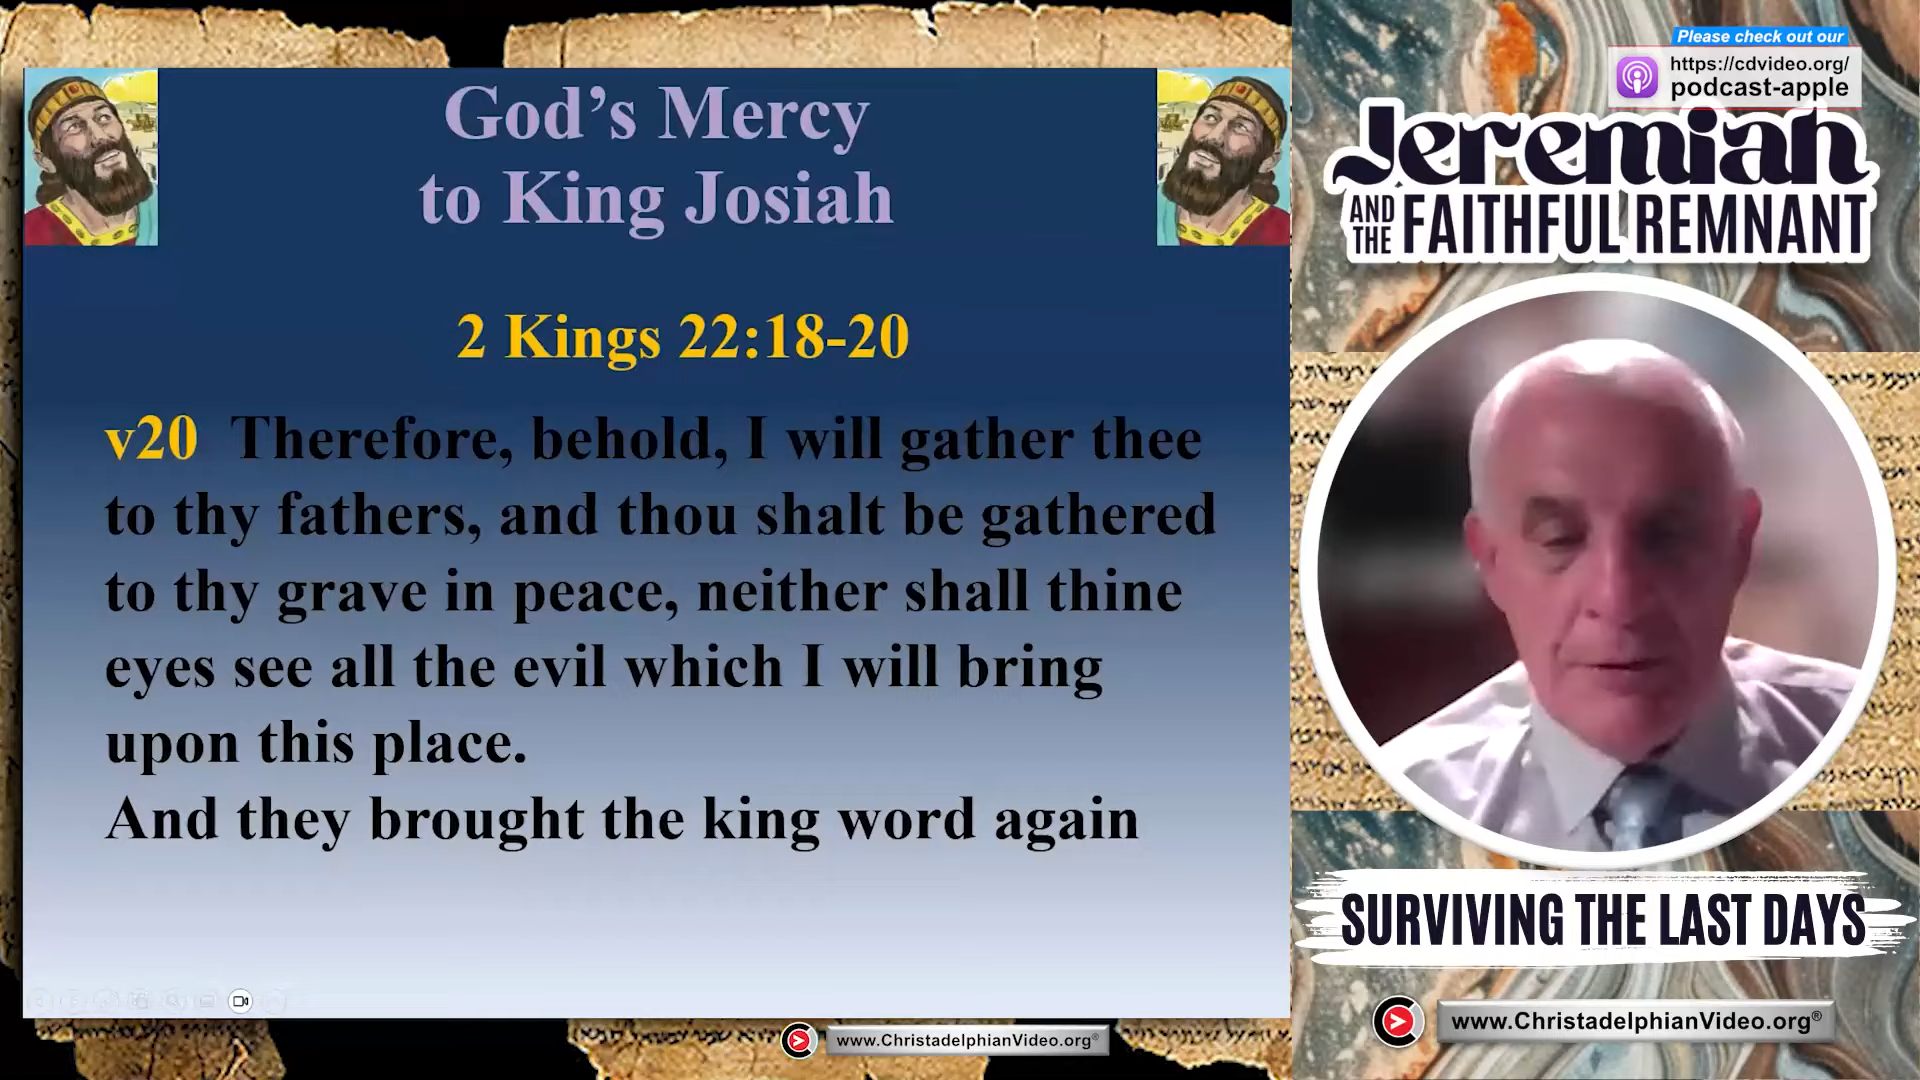 God’s Mercy
to King Josiah
2 Kings 22:18-20
v20 Therefore, behold, I will gather thee
to thy fathers, and thou shalt be gathered
to thy grave in peace, neither shall thine
eyes see all the evil which I will bring
upon this place.
And they brought the king word again
www.ChristadelphianVideo.org®
Please check out our
https://cdvideo.org/
podcast-apple
Jeremiah
AND THE FAITHFUL REMNANT
SURVIVING THE LAST DAYS
www.ChristadelphianVideo.org®